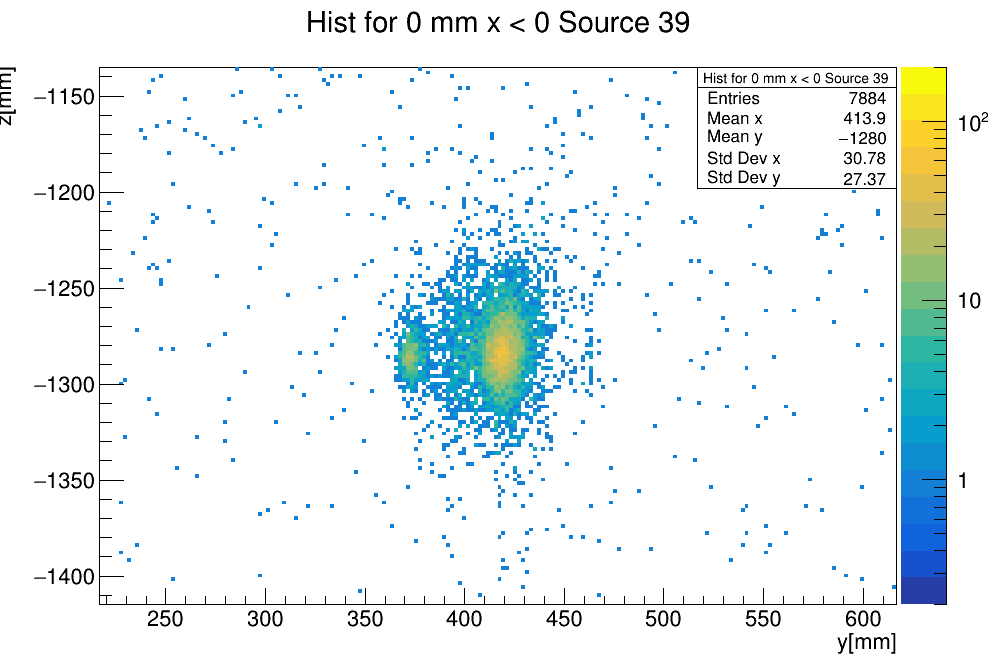 Hist for 0 mm x < 0 Source 39
z[mm]
Hist for 0 mm x < 0 Source 39
Entries 7884
Mean x 413.9
Mean y −1280
Std Dev x 30.78
Std Dev y 27.37
−1150
−1200
−1250
−1300
−1350
−1400
250 300 350 400 450 500 550 600
y[mm]
10²
10
1